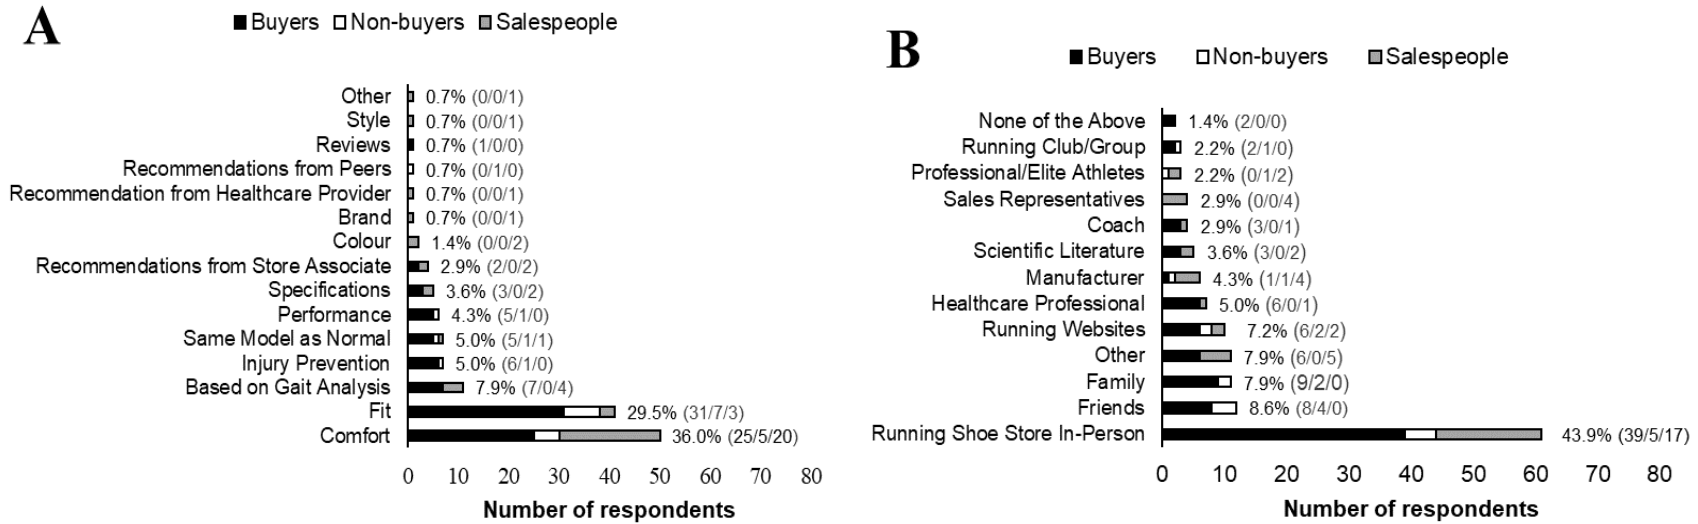 A
Buyers Non-buyers Salespeople
Other 0.7% (0/0/1)
Style 0.7% (0/0/1)
Reviews 0.7% (1/0/0)
Recommendations from Peers 0.7% (0/1/0)
Recommendation from Healthcare Provider 0.7% (0/0/1)
Brand 0.7% (0/0/1)
Colour 1.4% (0/0/2)
Recommendations from Store Associate 2.9% (2/0/2)
Specifications 3.6% (3/0/2)
Performance 4.3% (5/1/0)
Same Model as Normal 5.0% (5/1/1)
Injury Prevention 5.0% (6/1/0)
Based on Gait Analysis 7.9% (7/0/4)
Fit 29.5% (31/7/3)
Comfort 36.0% (25/5/20)
0 10 20 30 40 50 60 70 80
Number of respondents
B
Buyers Non-buyers Salespeople
None of the Above 1.4% (2/0/0)
Running Club/Group 2.2% (2/1/0)
Professional/Elite Athletes 2.2% (0/1/2)
Sales Representatives 2.9% (0/0/4)
Coach 2.9% (3/0/1)
Scientific Literature 3.6% (3/0/2)
Manufacturer 4.3% (1/1/4)
Healthcare Professional 5.0% (6/0/1)
Running Websites 7.2% (6/2/2)
Other 7.9% (6/0/5)
Family 7.9% (9/2/0)
Friends 8.6% (8/4/0)
Running Shoe Store In-Person 43.9% (39/5/17)
0 10 20 30 40 50 60 70 80
Number of respondents